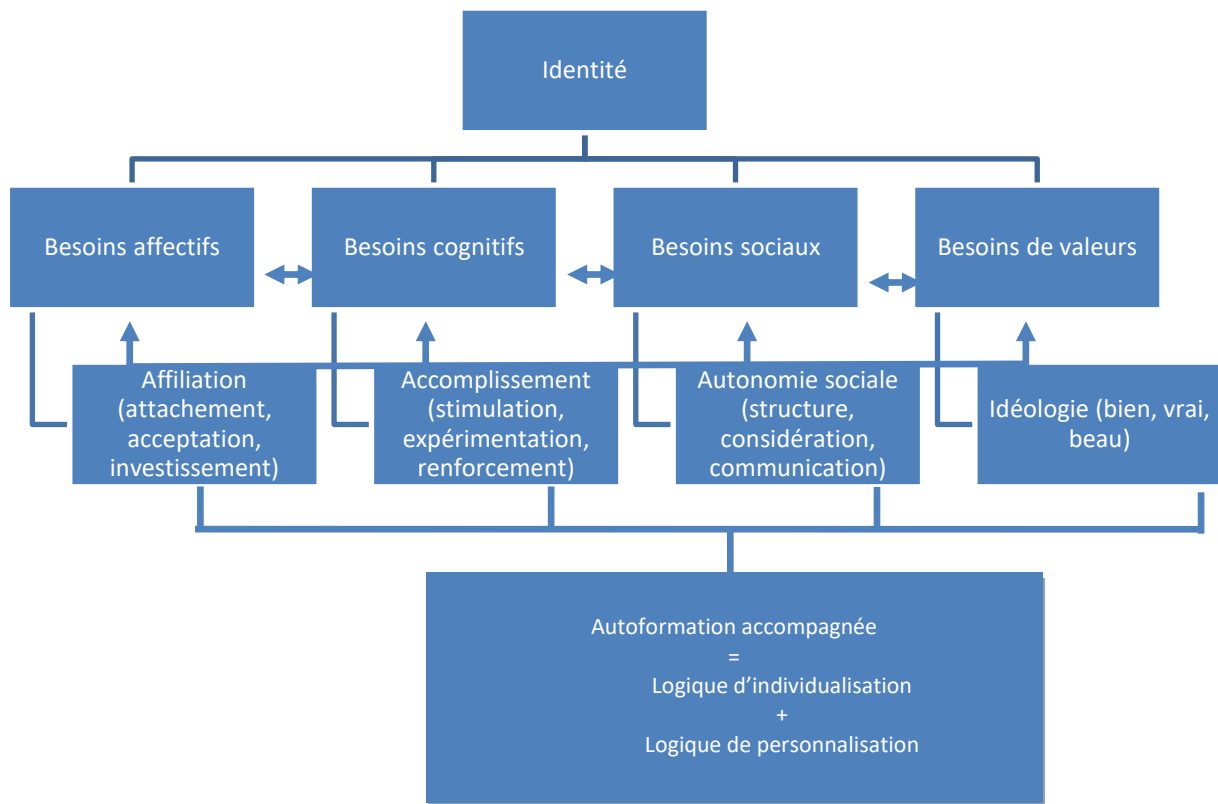 Identité
Besoins affectifs
Besoins cognitifs
Besoins sociaux
Besoins de valeurs
Affiliation
(attachement,
acceptation,
investissement)
Accomplissement
(stimulation,
expérimentation,
renforcement)
Autonomie sociale
(structure,
considération,
communication)
Idéologie (bien, vrai,
beau)
Autoformation accompagnée
=
Logique d’individualisation
+
Logique de personnalisation